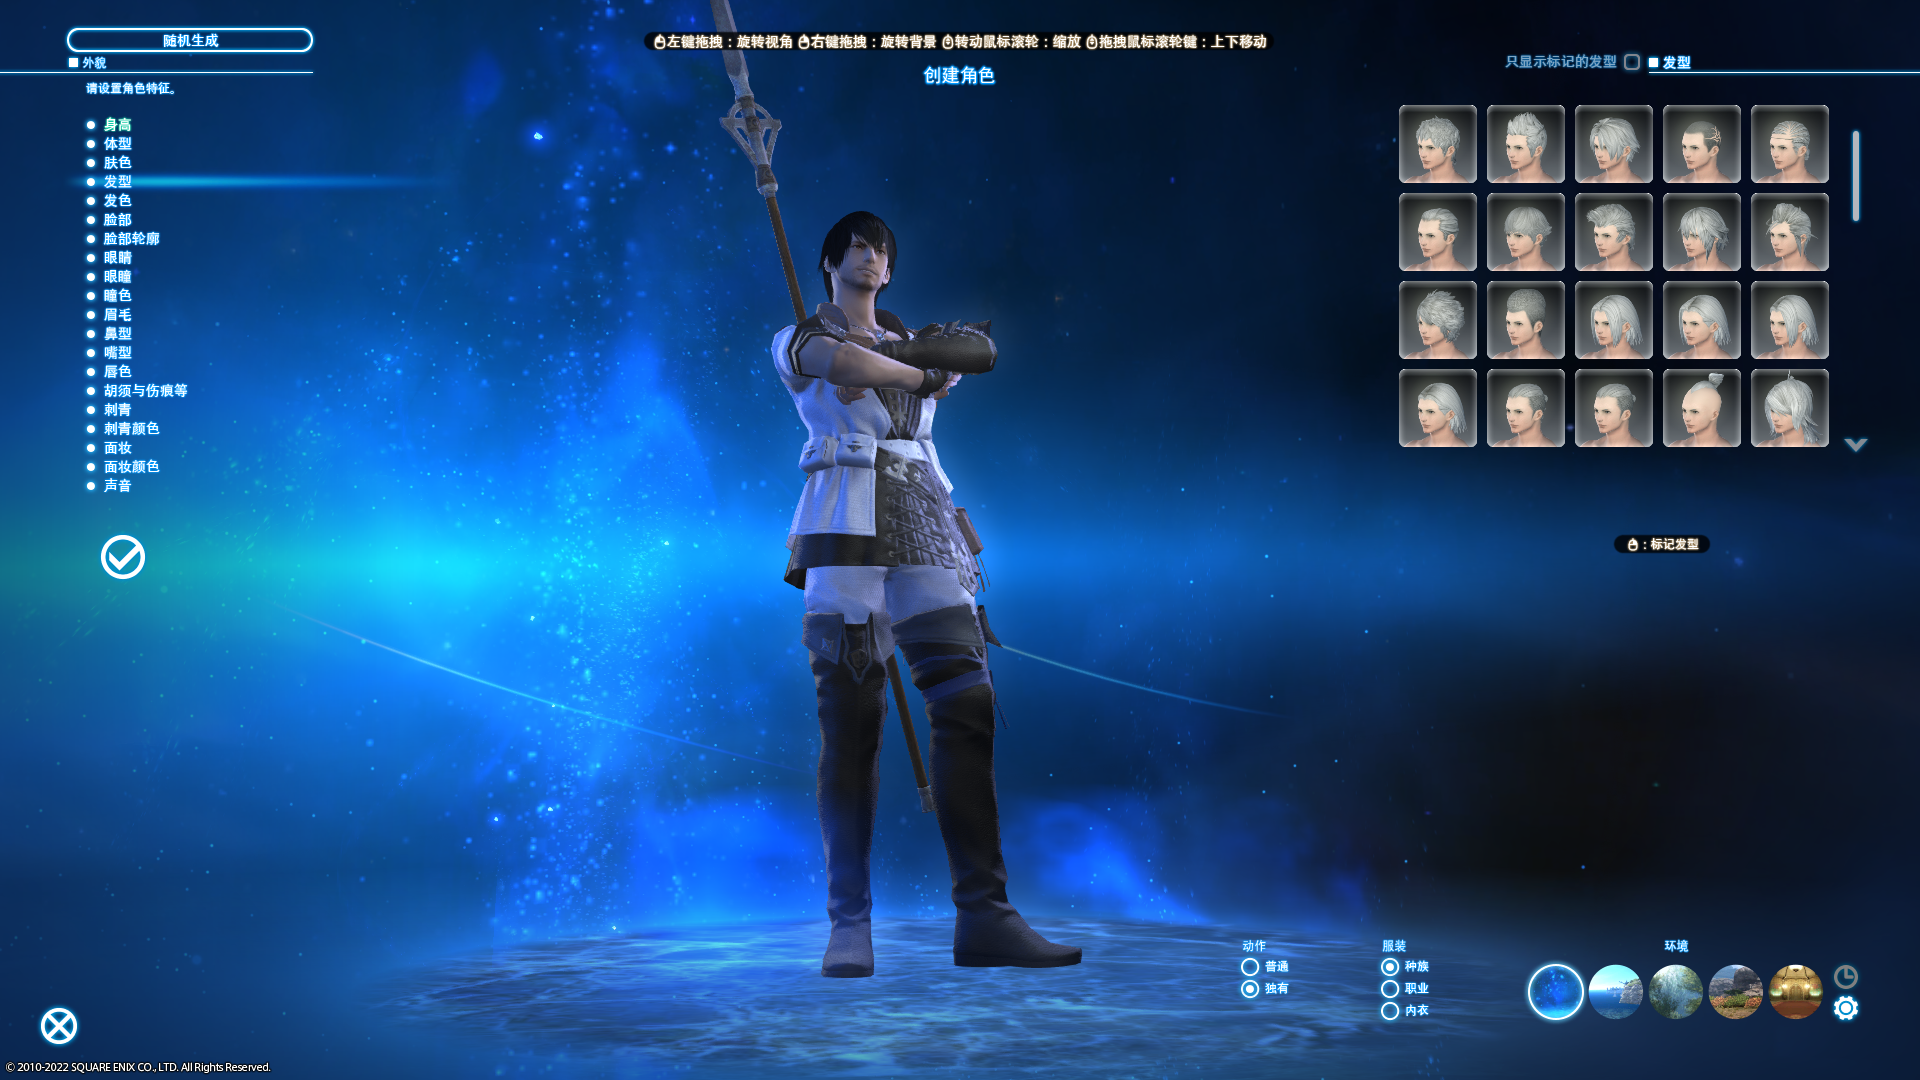 随机生成
外貌
请设置角色特征。
身高
体型
肤色
发型
发色
脸部
脸部轮廓
眼睛
眼瞳
瞳色
眉毛
鼻型
嘴型
唇色
胡须与伤痕等
刺青
刺青颜色
面妆
面妆颜色
声音
左键拖拽：旋转视角 右键拖拽：旋转背景 转动鼠标滚轮：缩放 拖拽鼠标滚轮键：上下移动
创建角色
只显示标记的发型 发型
：标记发型
动作
普通
独有
服装
种族
职业
内衣
环境
© 2010-2022 SQUARE ENIX CO., LTD. All Rights Reserved.